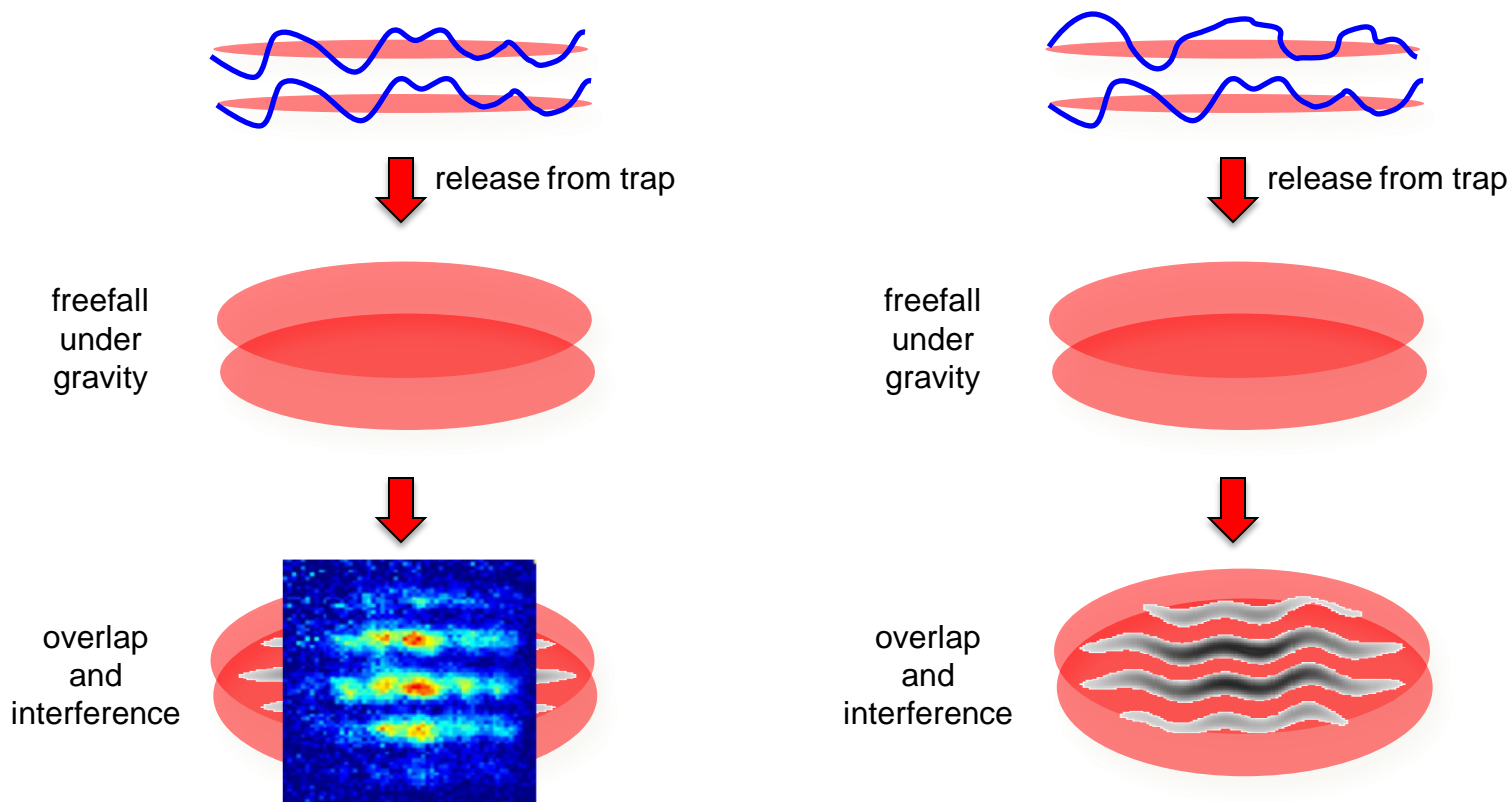 release from trap
release from trap
freefall
under
gravity
freefall
under
gravity
overlap
and
interference
overlap
and
interference